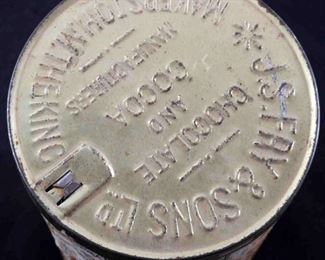 * J.S. FRY & SONS LTD
CHOCOLATE
AND
COCOA
MANUFACTURERS
MAKERS TO H.M. THE KING